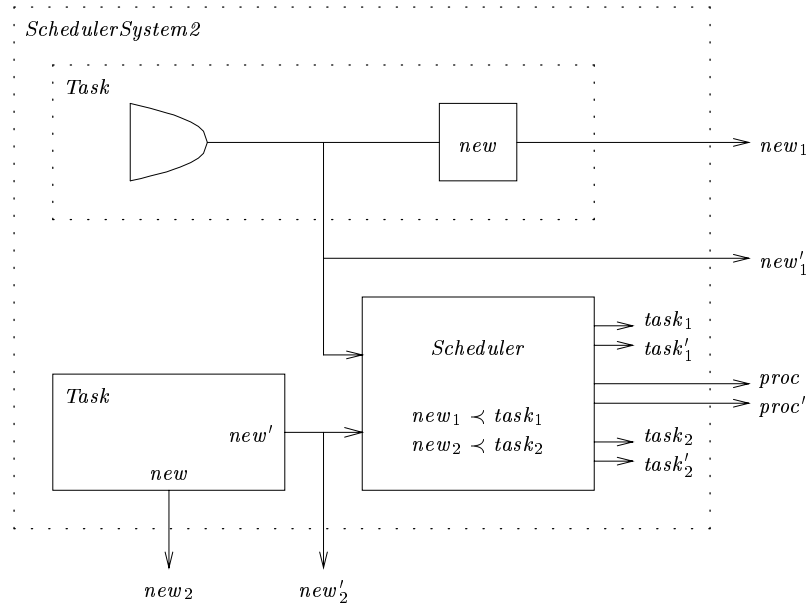 SchedulerSystem2
Task
new
new₁
new′₁
Scheduler
task₁
task′₁
new₁ ≺ task₁
new₂ ≺ task₂
proc
proc′
task₂
task′₂
Task
new′
new
new₂
new′₂